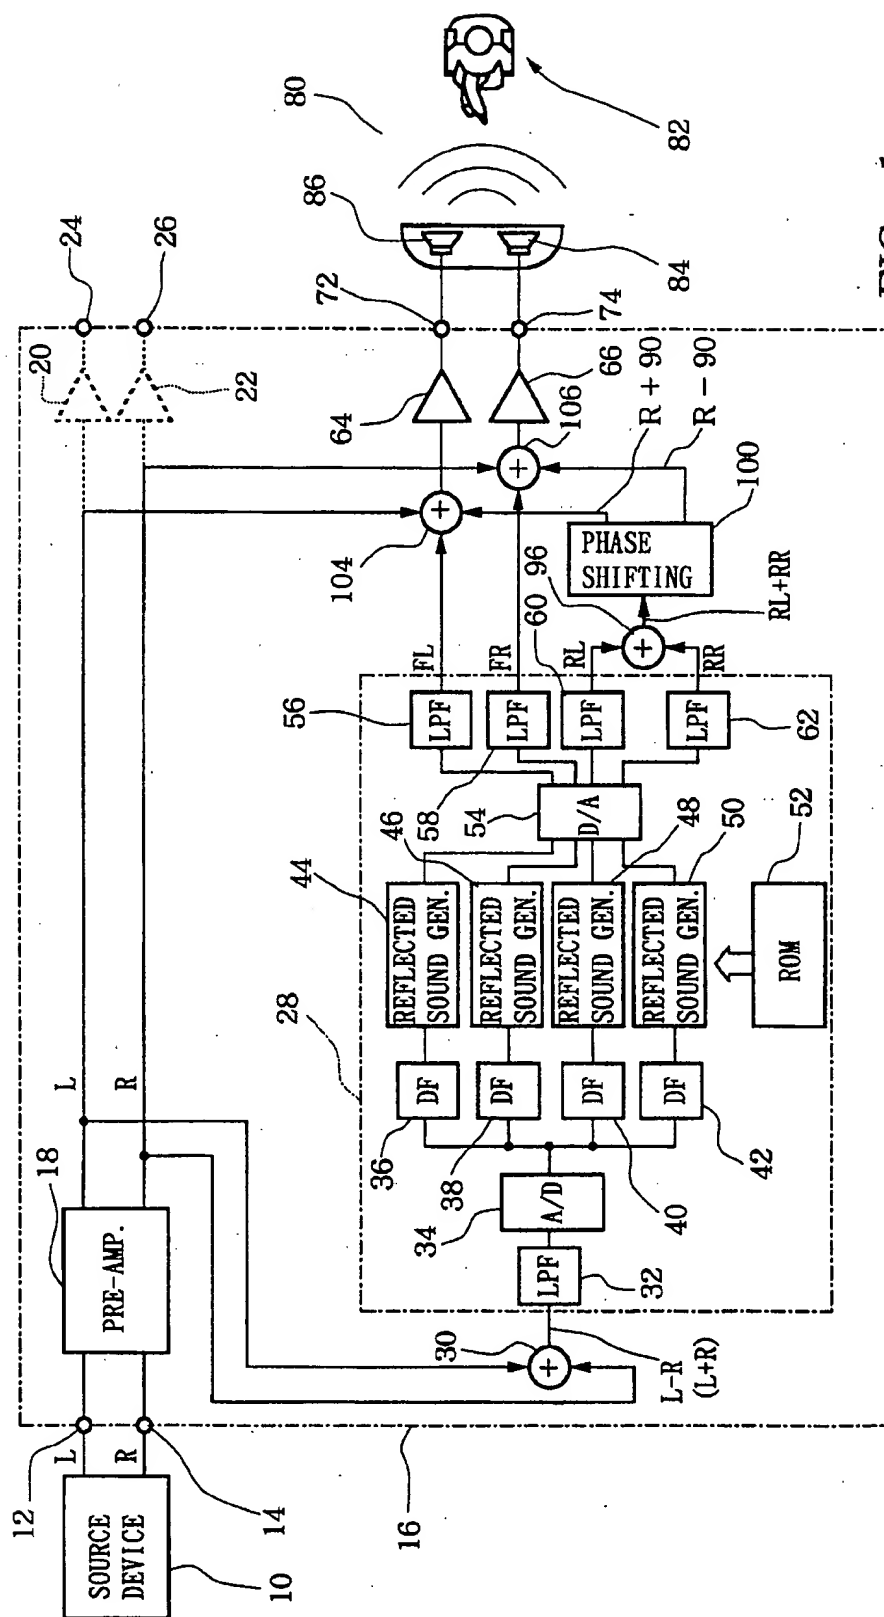 SOURCE
DEVICE
10
L
R
12
14
16
PRE-AMP.
18
L
R
20
22
24
26
28
30
L-R
(L+R)
LPF
32
A/D
34
DF
36
DF
38
DF
40
DF
42
REFLECTED
SOUND GEN.
44
REFLECTED
SOUND GEN.
46
REFLECTED
SOUND GEN.
48
REFLECTED
SOUND GEN.
50
ROM
52
D/A
54
LPF
56
LPF
58
LPF
60
LPF
62
FL
FR
RL
RR
96
RL+RR
PHASE
SHIFTING
100
R+90
R-90
104
106
64
66
72
74
86
84
80
82